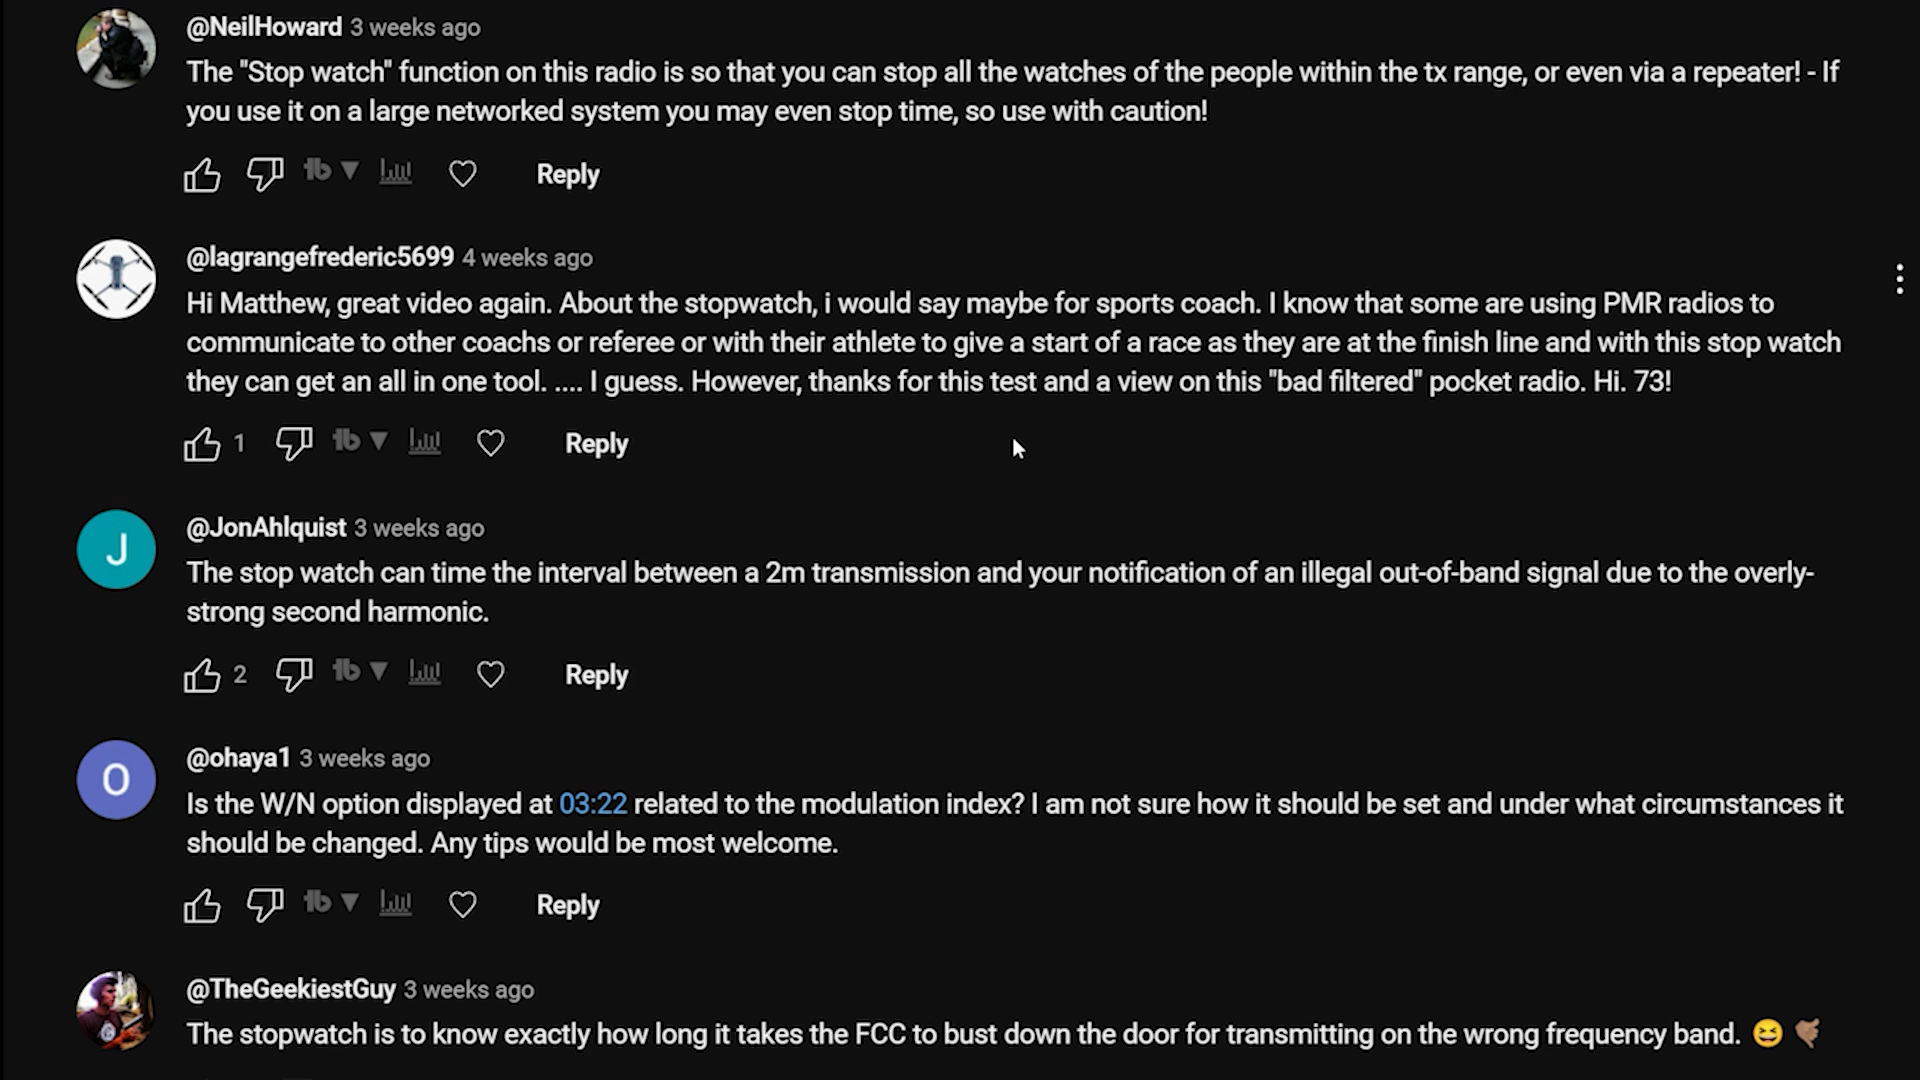 @NeilHoward 3 weeks ago
The "Stop watch" function on this radio is so that you can stop all the watches of the people within the tx range, or even via a repeater! - If
you use it on a large networked system you may even stop time, so use with caution!
Reply
@lagrangefrederic5699 4 weeks ago
Hi Matthew, great video again. About the stopwatch, i would say maybe for sports coach. I know that some are using PMR radios to
communicate to other coachs or referee or with their athlete to give a start of a race as they are at the finish line and with this stop watch
they can get an all in one tool. .... I guess. However, thanks for this test and a view on this "bad filtered" pocket radio. Hi. 73!
1 Reply
J
@JonAhlquist 3 weeks ago
The stop watch can time the interval between a 2m transmission and your notification of an illegal out-of-band signal due to the overly-
strong second harmonic.
2 Reply
O
@ohaya1 3 weeks ago
Is the W/N option displayed at 03:22 related to the modulation index? I am not sure how it should be set and under what circumstances it
should be changed. Any tips would be most welcome.
Reply
@TheGeekiestGuy 3 weeks ago
The stopwatch is to know exactly how long it takes the FCC to bust down the door for transmitting on the wrong frequency band. 😆 🤙🏽